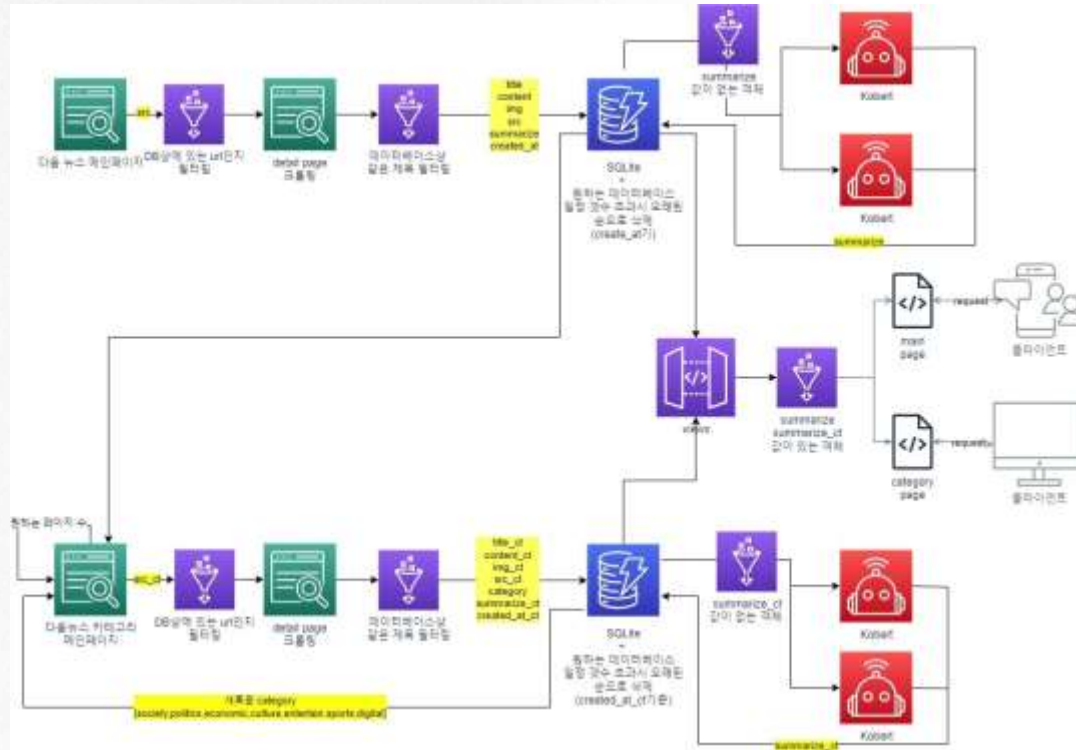 다음 뉴스 메인페이지
src
DB상에 있는 url인지
필터링
detail page
크롤링
데이터베이스상
같은 제목 필터링
title
content
img
src
summarize
created_at
SQLite
+
원하는 데이터베이스
일정 갯수 초과시 오래된
순으로 삭제
(create_at기)
summarize
값이 없는 객체
Kobert
Kobert
summarize
views
summarize
summarize_ct
값이 있는 객체
main
page
request
클라이언트
category
page
request
클라이언트
원하는 페이지 수
다음뉴스 카테고리
메인페이지
src_ct
DB상에 있는 url인지
필터링
detail page
크롤링
데이터베이스상
같은 제목 필터링
title_ct
content_ct
img_ct
src_ct
category
summarize_ct
created_at_ct
SQLite
+
원하는 데이터베이스
일정 갯수 초과시 오래된
순으로 삭제
(created_at_ct기준)
summarize_ct
값이 없는 객체
Kobert
Kobert
summarize_ct
새로운 category
[society,politics,economic,culture,entertain,sports,digital]